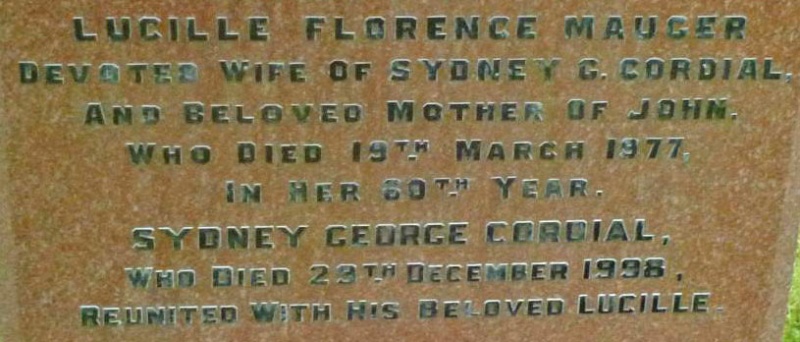 LUCILLE FLORENCE MAUGER
DEVOTED WIFE OF SYDNEY G. CORDIAL,
AND BELOVED MOTHER OF JOHN.
WHO DIED 19TH MARCH 1977,
IN HER 60TH YEAR.
SYDNEY GEORGE CORDIAL,
WHO DIED 29TH DECEMBER 1998,
REUNITED WITH HIS BELOVED LUCILLE.